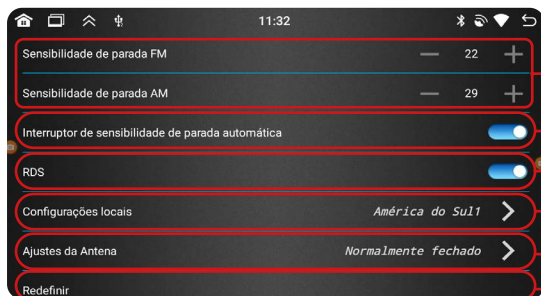 11:32
Sensibilidade de parada FM — 22 +
Sensibilidade de parada AM — 29 +
Interruptor de sensibilidade de parada automática
RDS
Configurações locais América do Sul1
Ajustes da Antena Normalmente fechado
Redefinir